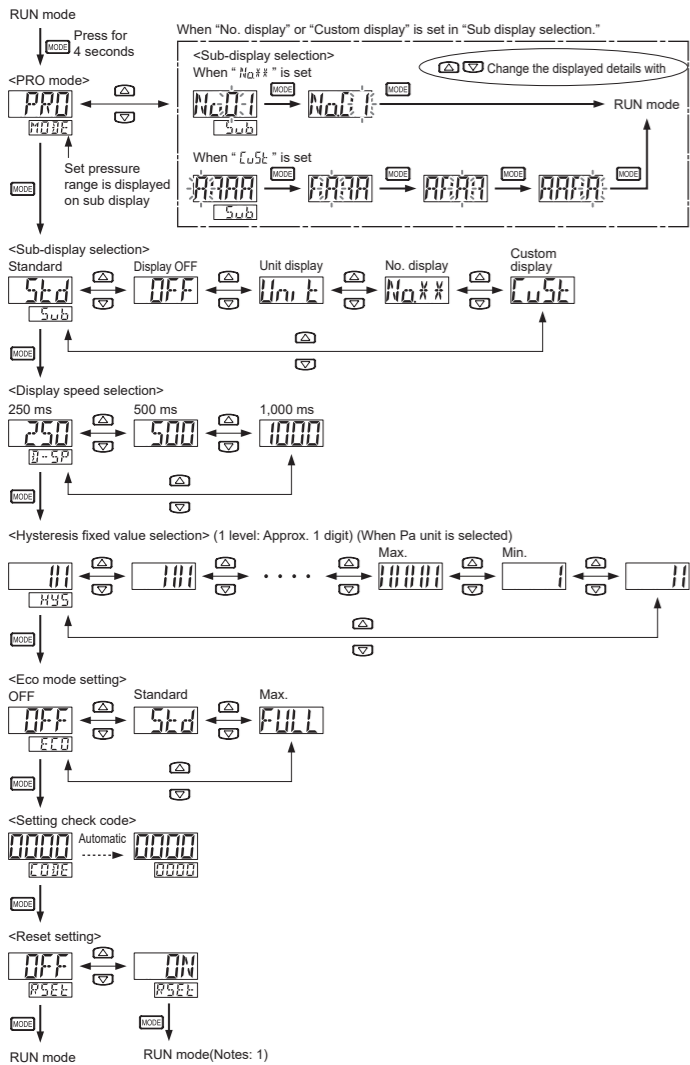 RUN mode
MODE
Press for
4 seconds
<PRO mode>
PRO
MODE
Set pressure
range is displayed
on sub display
When “No. display” or “Custom display” is set in “Sub display selection.”
<Sub-display selection>
When “ No.** ” is set
Change the displayed details with
No.01 MODE No.01 MODE RUN mode
Sub
When “ CuSt ” is set
MODE MODE MODE MODE
Sub
MODE
<Sub-display selection>
Standard Display OFF Unit display No. display Custom
display
Std OFF Unit No.** CuSt
Sub
MODE
<Display speed selection>
250 ms 500 ms 1,000 ms
250 500 1000
D-SP
MODE
<Hysteresis fixed value selection> (1 level: Approx. 1 digit) (When Pa unit is selected)
Max. Min.
HYS
MODE
<Eco mode setting>
OFF Standard Max.
OFF Std FULL
ECO
MODE
<Setting check code>
0000 Automatic 0000
CODE 0000
MODE
<Reset setting>
OFF ON
RSEt RSEt
MODE MODE
RUN mode RUN mode(Notes: 1)